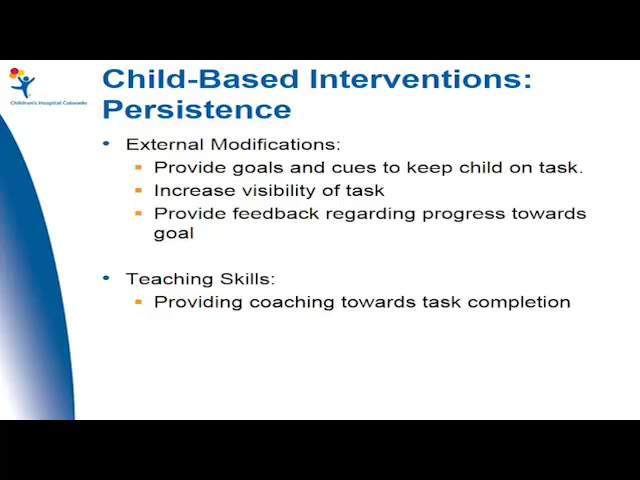 Child-Based Interventions:
Persistence
Children's Hospital Colorado
• External Modifications:
Provide goals and cues to keep child on task.
Increase visibility of task
Provide feedback regarding progress towards
goal
• Teaching Skills:
Providing coaching towards task completion